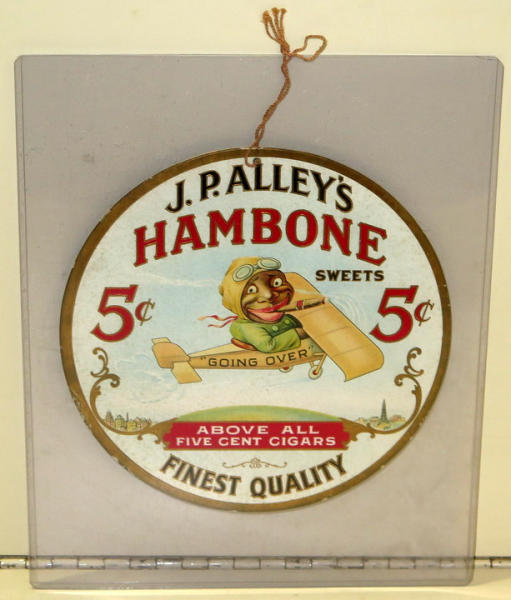 J.P. ALLEY'S
HAMBONE
SWEETS
5¢
5¢
"GOING OVER"
ABOVE ALL
FIVE CENT CIGARS
FINEST QUALITY